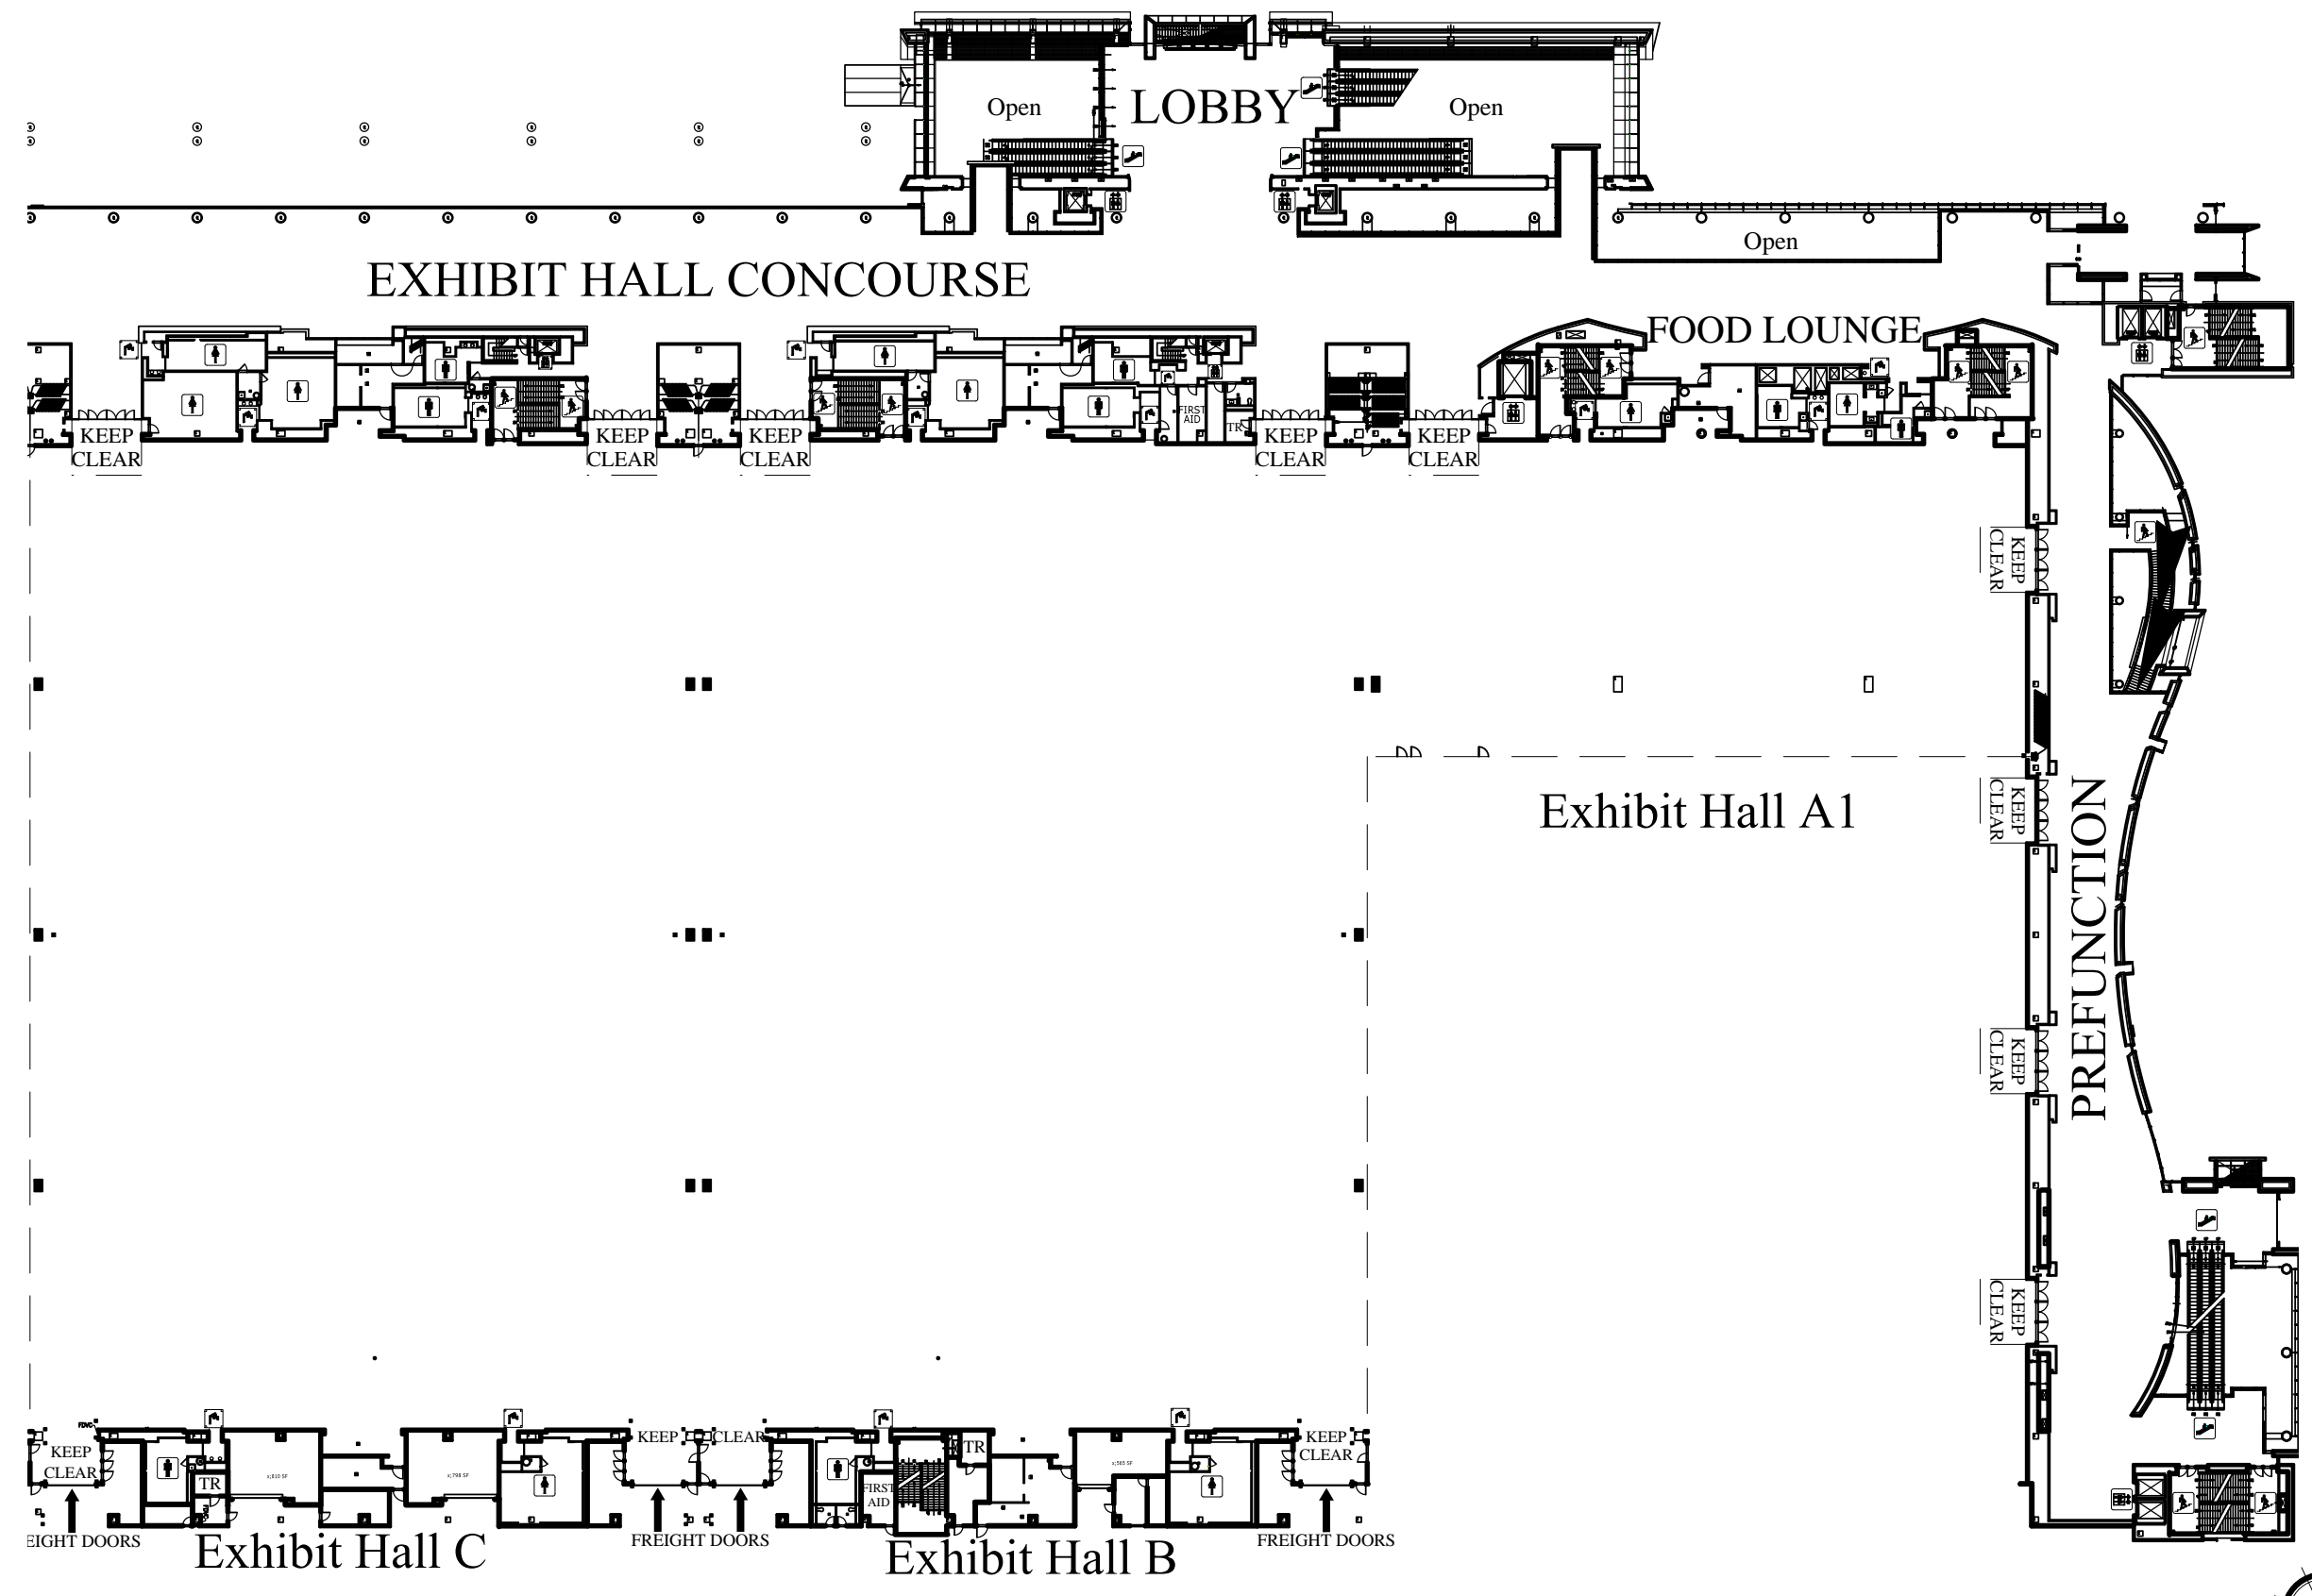 Open
LOBBY
Open
Open
EXHIBIT HALL CONCOURSE
FOOD LOUNGE
FIRST
AID
TR
KEEP
CLEAR
KEEP
CLEAR
KEEP
CLEAR
KEEP
CLEAR
KEEP
CLEAR
KEEP
CLEAR
KEEP
CLEAR
Exhibit Hall A1
PREFUNCTION
KEEP
CLEAR
KEEP
CLEAR
FDVC
KEEP
CLEAR
TR
KEEP CLEAR
TR
FIRST
AID
KEEP
CLEAR
EIGHT DOORS
FREIGHT DOORS
FREIGHT DOORS
Exhibit Hall C
Exhibit Hall B